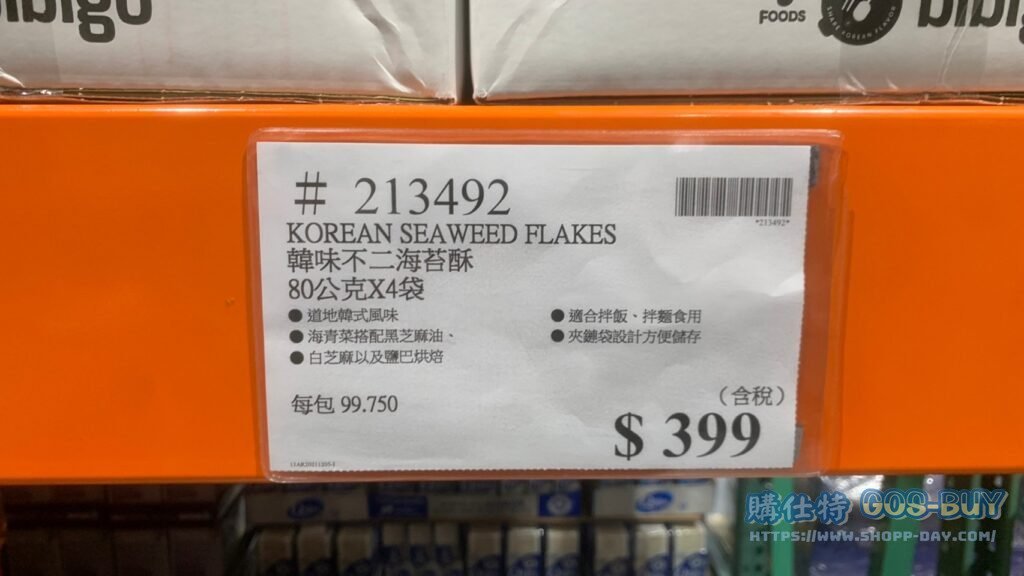 bibigo
FOODS
# 213492
*213492*
KOREAN SEAWEED FLAKES
韓味不二海苔酥
80公克X4袋
● 道地韓式風味
● 適合拌飯、拌麵食用
● 海青菜搭配黑芝麻油、
● 夾鏈袋設計方便儲存
● 白芝麻以及鹽巴烘焙
每包 99.750
(含稅)
$ 399
購仕特 GOS-BUY
HTTPS://WWW.SHOPP-DAY.COM/